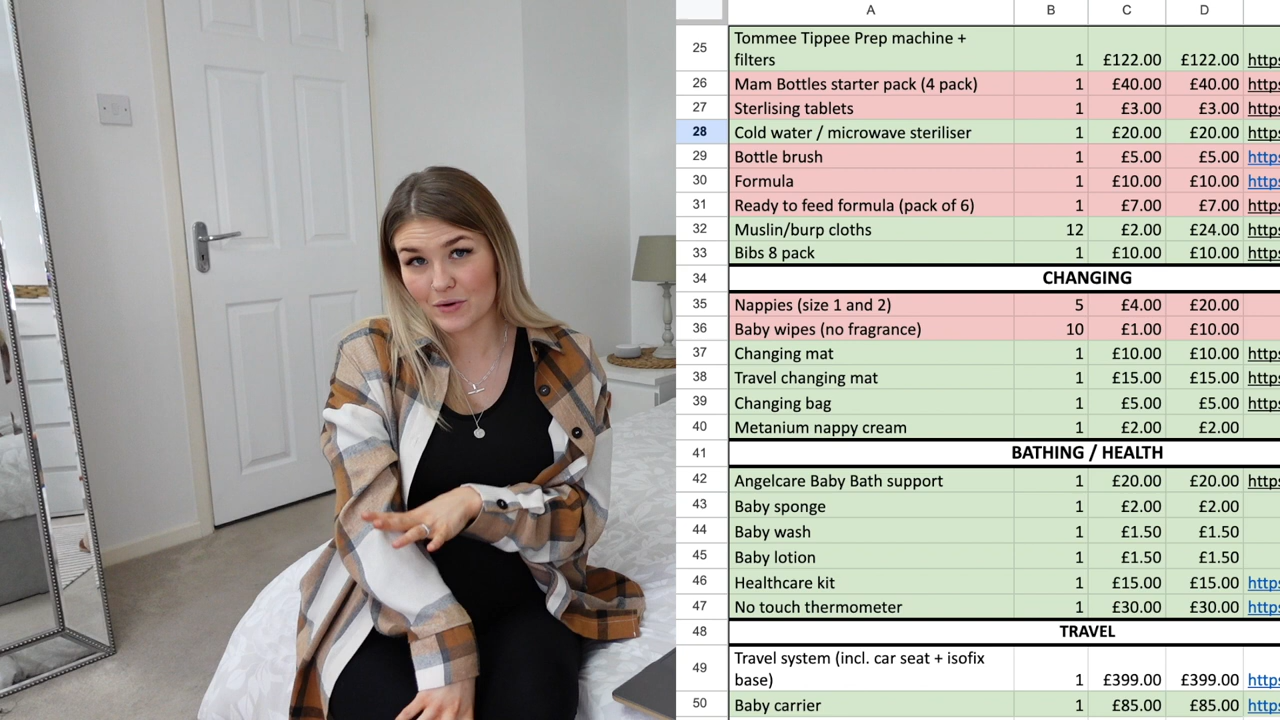 A B C D
25 Tommee Tippee Prep machine +
filters 1 £122.00 £122.00 https
26 Mam Bottles starter pack (4 pack) 1 £40.00 £40.00 https
27 Sterlising tablets 1 £3.00 £3.00 https
28 Cold water / microwave steriliser 1 £20.00 £20.00 https
29 Bottle brush 1 £5.00 £5.00 https
30 Formula 1 £10.00 £10.00 https
31 Ready to feed formula (pack of 6) 1 £7.00 £7.00 https
32 Muslin/burp cloths 12 £2.00 £24.00 https
33 Bibs 8 pack 1 £10.00 £10.00 https
34 CHANGING
35 Nappies (size 1 and 2) 5 £4.00 £20.00
36 Baby wipes (no fragrance) 10 £1.00 £10.00
37 Changing mat 1 £10.00 £10.00 https
38 Travel changing mat 1 £15.00 £15.00 https
39 Changing bag 1 £5.00 £5.00 https
40 Metanium nappy cream 1 £2.00 £2.00
41 BATHING / HEALTH
42 Angelcare Baby Bath support 1 £20.00 £20.00 https
43 Baby sponge 1 £2.00 £2.00
44 Baby wash 1 £1.50 £1.50
45 Baby lotion 1 £1.50 £1.50
46 Healthcare kit 1 £15.00 £15.00 https
47 No touch thermometer 1 £30.00 £30.00 https
48 TRAVEL
49 Travel system (incl. car seat + isofix
base) 1 £399.00 £399.00 https
50 Baby carrier 1 £85.00 £85.00 https